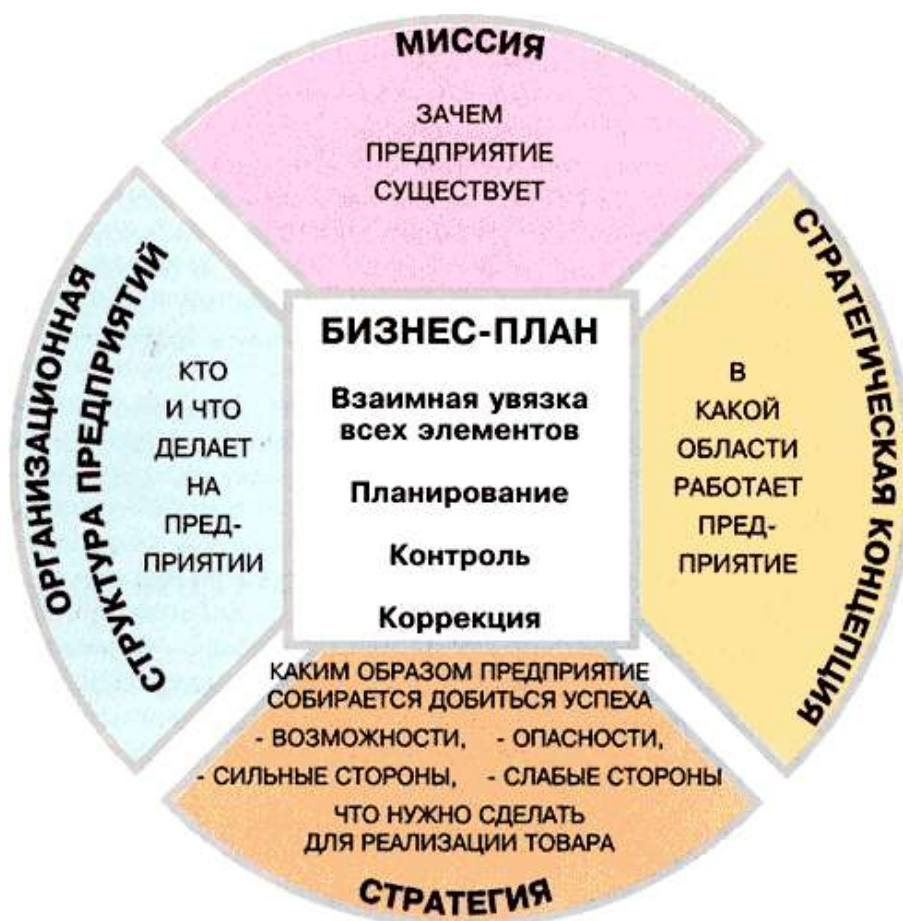 МИССИЯ
ЗАЧЕМ
ПРЕДПРИЯТИЕ
СУЩЕСТВУЕТ
ОРГАНИЗАЦИОННАЯ
СТРУКТУРА ПРЕДПРИЯТИЙ
КТО
И ЧТО
ДЕЛАЕТ
НА
ПРЕД-
ПРИЯТИИ
БИЗНЕС-ПЛАН
Взаимная увязка
всех элементов
Планирование
Контроль
Коррекция
СТРАТЕГИЧЕСКАЯ КОНЦЕПЦИЯ
В
КАКОЙ
ОБЛАСТИ
РАБОТАЕТ
ПРЕД-
ПРИЯТИЕ
КАКИМ ОБРАЗОМ ПРЕДПРИЯТИЕ
СОБИРАЕТСЯ ДОБИТЬСЯ УСПЕХА
- ВОЗМОЖНОСТИ, - ОПАСНОСТИ,
- СИЛЬНЫЕ СТОРОНЫ, - СЛАБЫЕ СТОРОНЫ
ЧТО НУЖНО СДЕЛАТЬ
ДЛЯ РЕАЛИЗАЦИИ ТОВАРА
СТРАТЕГИЯ